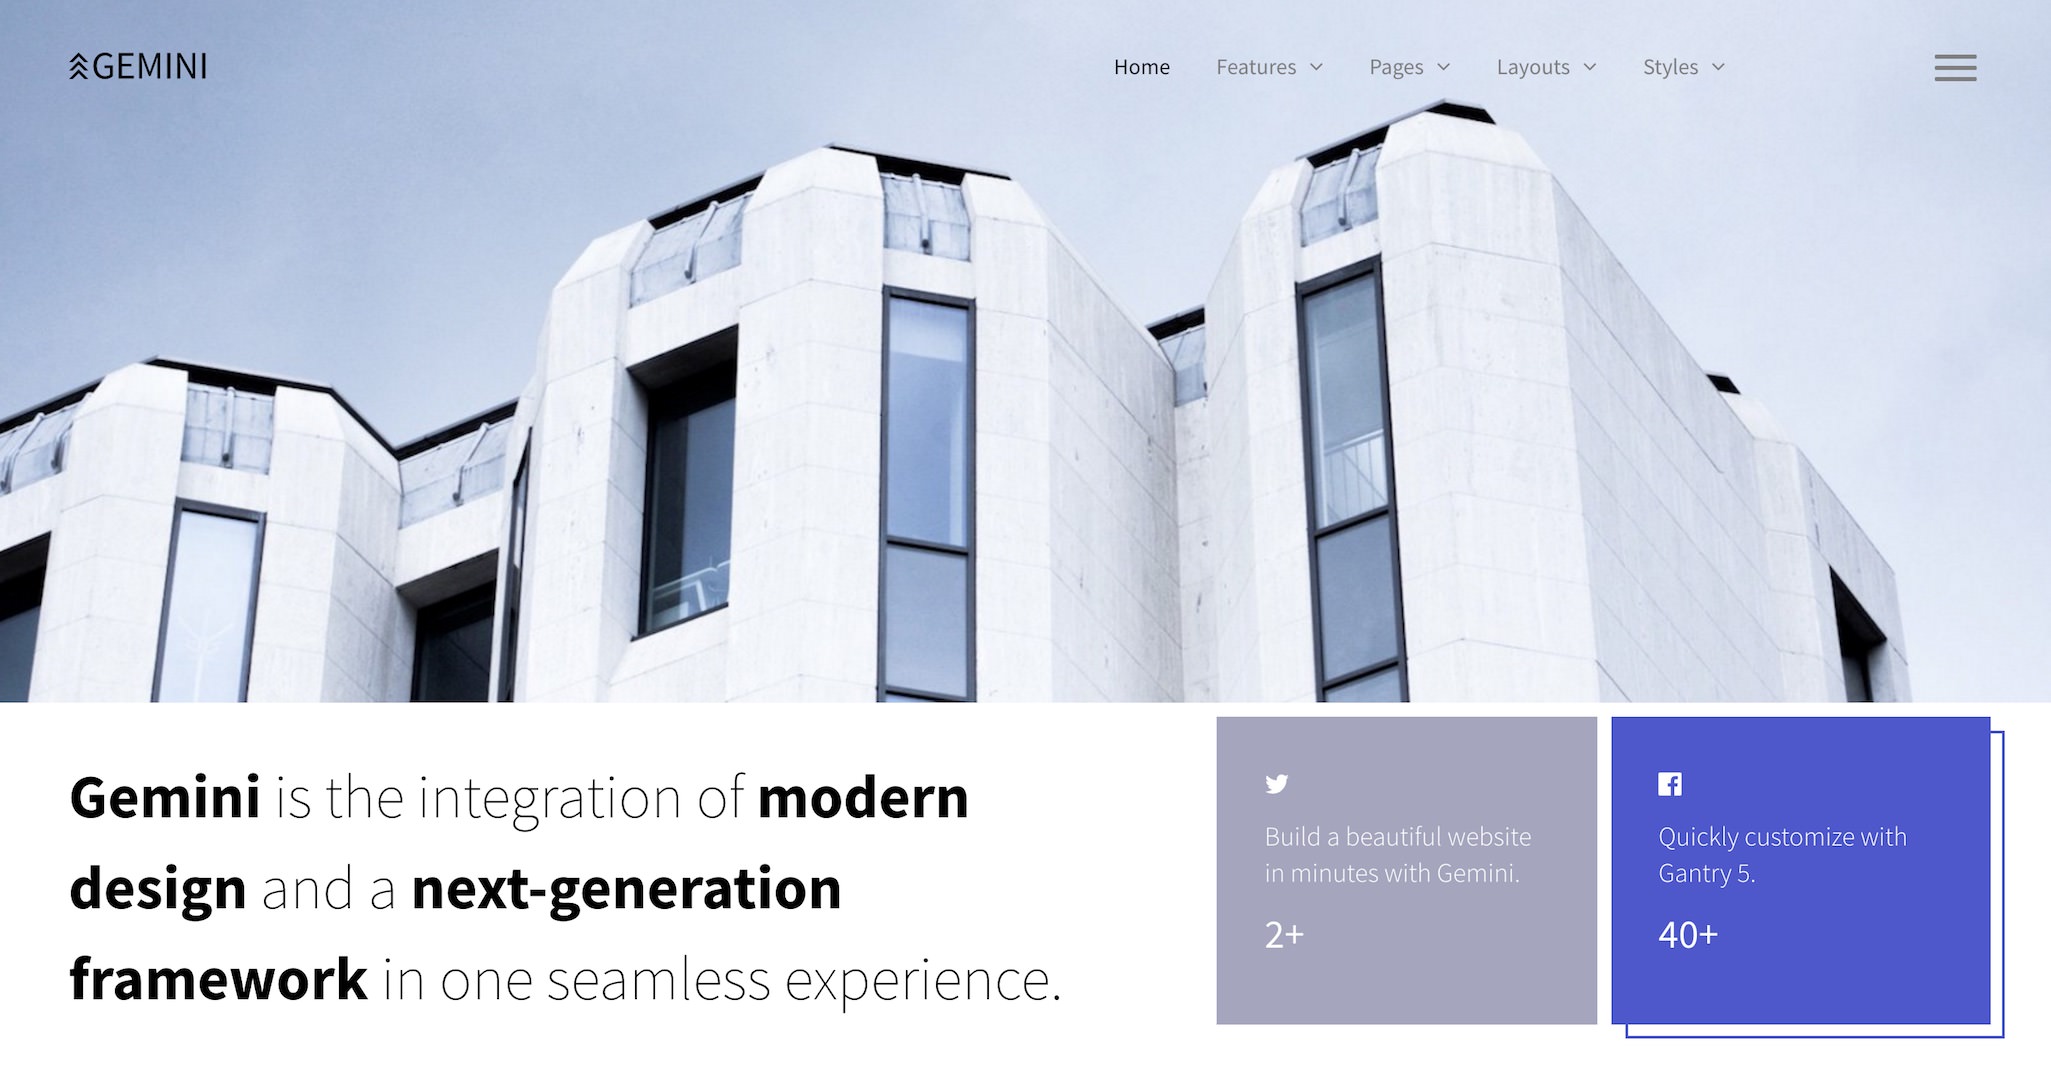 GEMINI
Home Features Pages Layouts Styles
Gemini is the integration of modern
design and a next-generation
framework in one seamless experience.
Build a beautiful website
in minutes with Gemini.
2+
Quickly customize with
Gantry 5.
40+